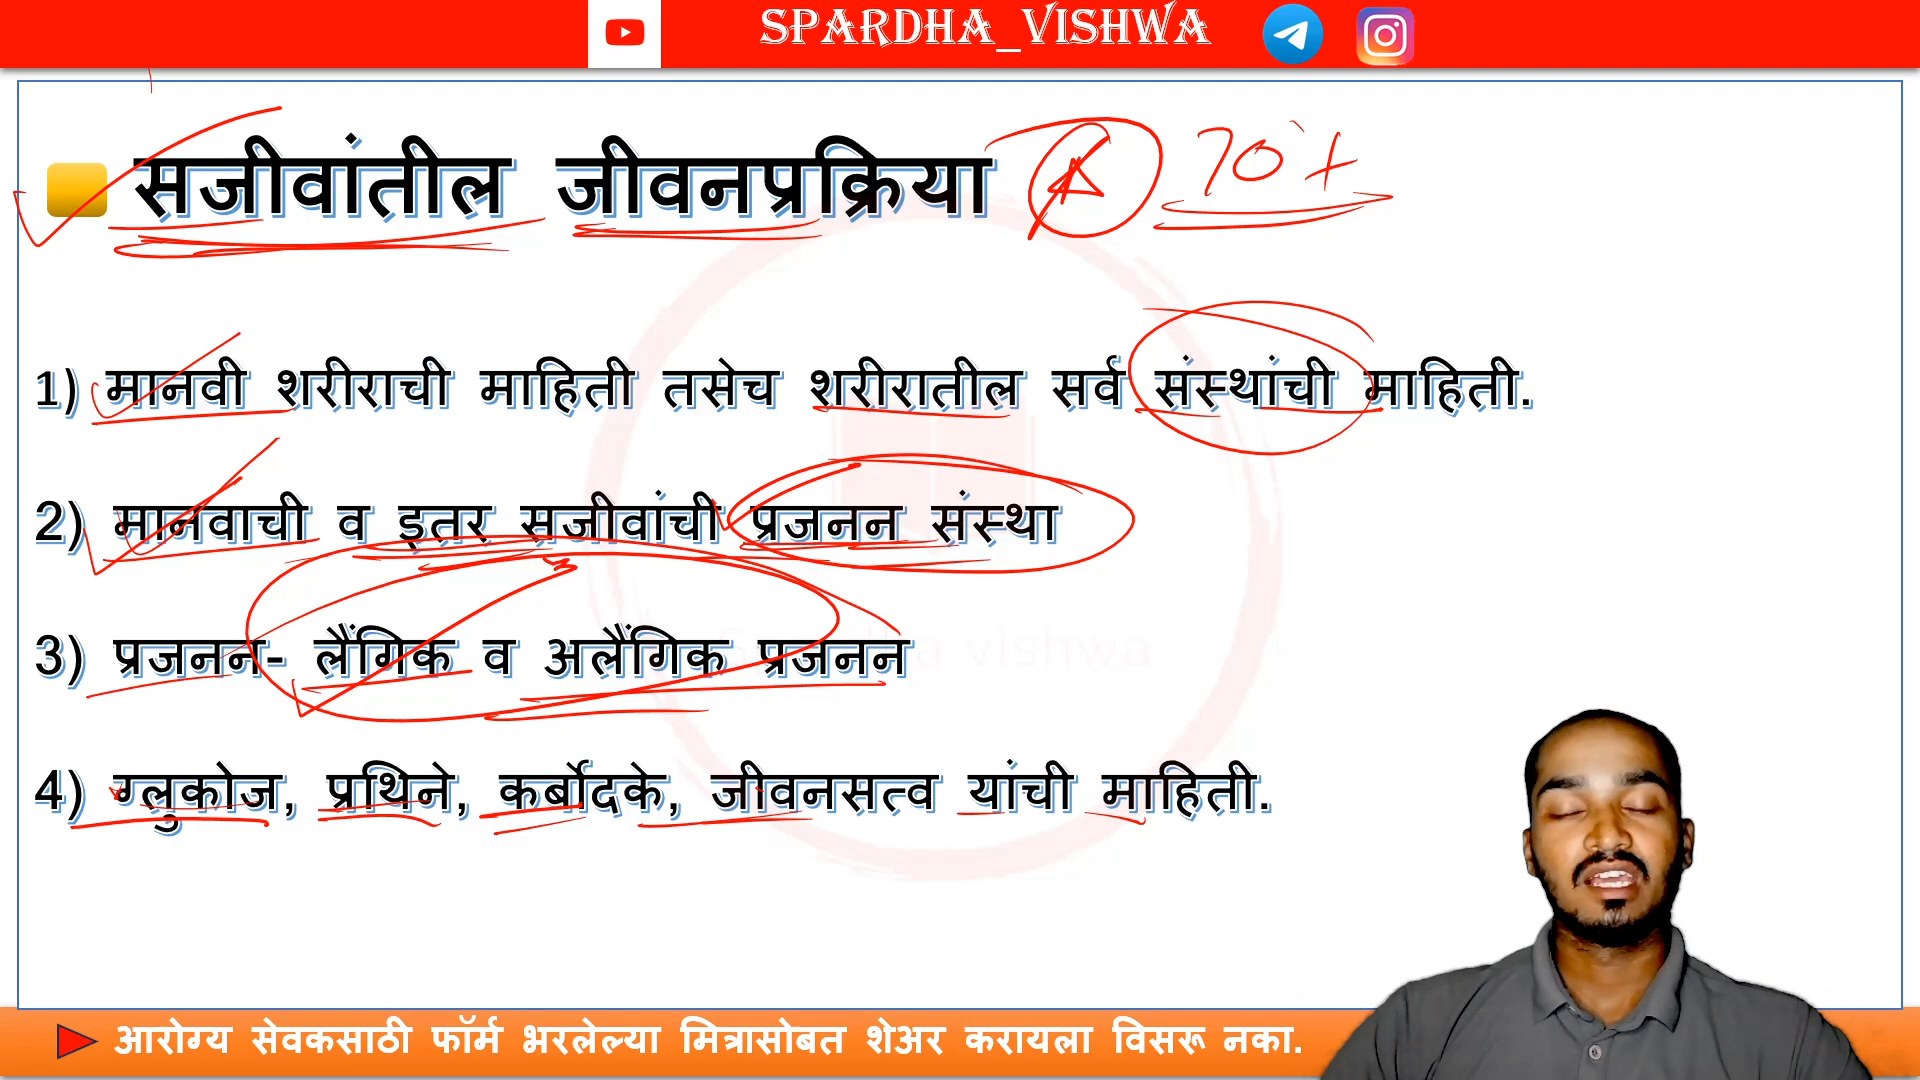 SPARDHA_VISHWA
सजीवांतील जीवनप्रक्रिया 70+
1) मानवी शरीराची माहिती तसेच शरीरातील सर्व संस्थांची माहिती.
2) मानवाची व इतर सजीवांची प्रजनन संस्था
3) प्रजनन- लैंगिक व अलैंगिक प्रजनन
4) ग्लुकोज, प्रथिने, कर्बोदके, जीवनसत्व यांची माहिती.
आरोग्य सेवकसाठी फॉर्म भरलेल्या मित्रासोबत शेअर करायला विसरू नका.